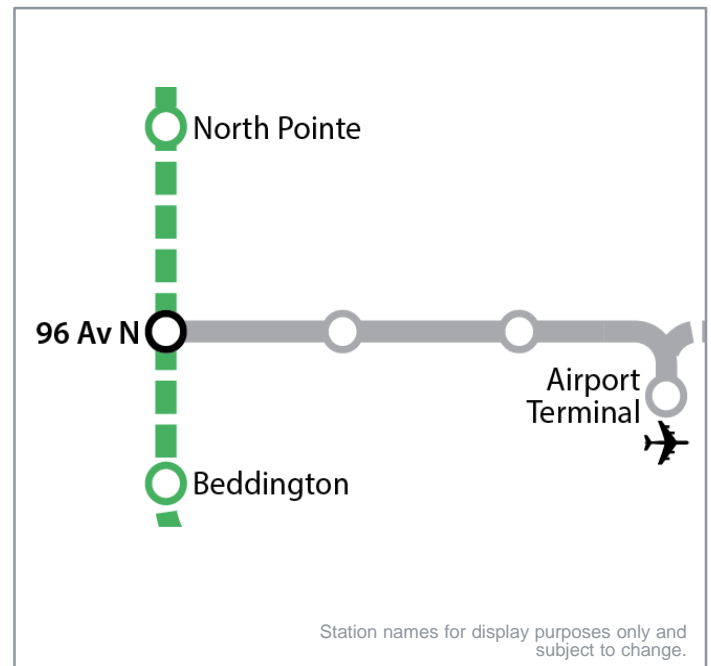 North Pointe
96 Av N
Airport
Terminal
Beddington
Station names for display purposes only and
subject to change.